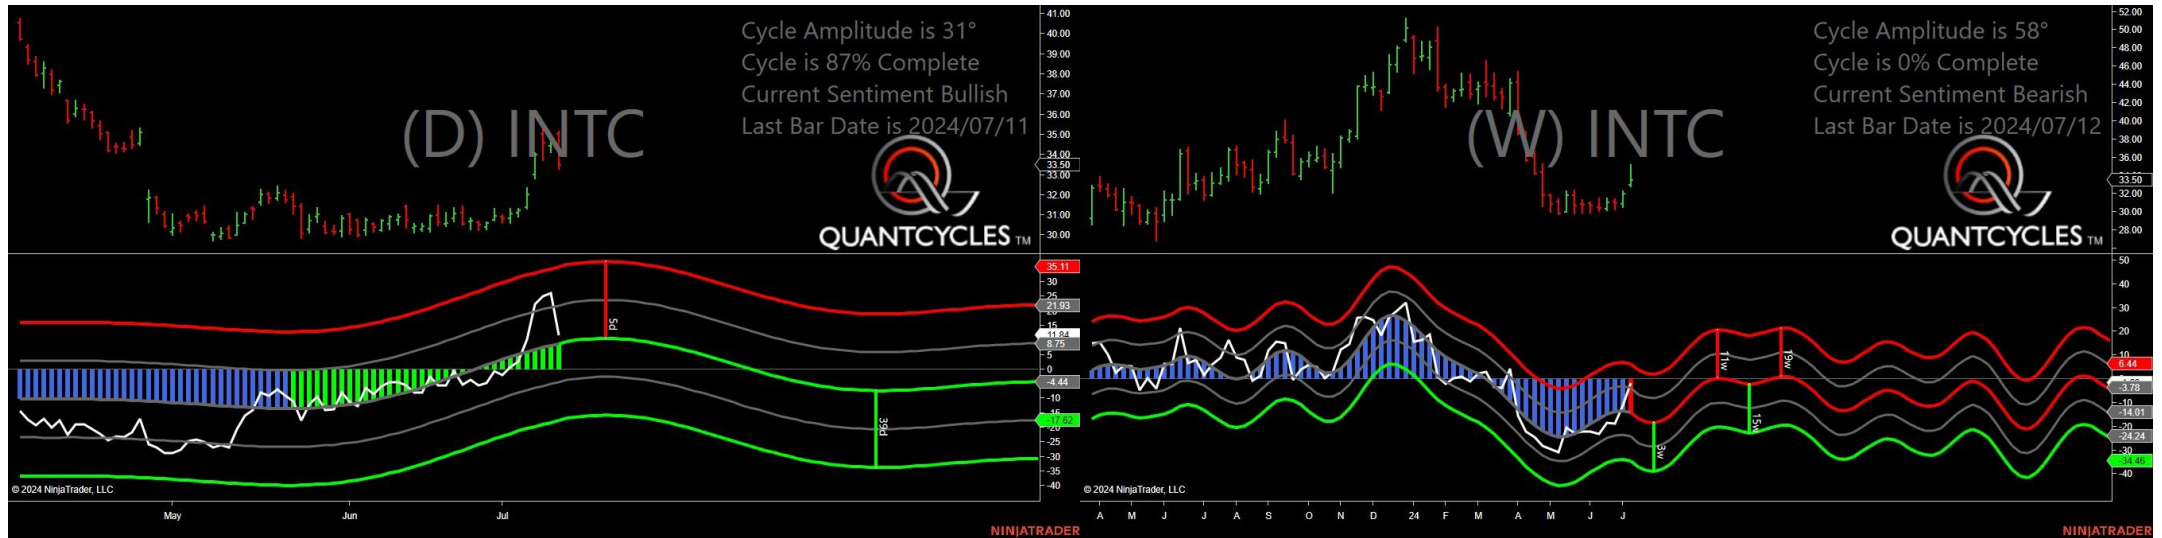 Cycle Amplitude is 31°
Cycle is 87% Complete
Current Sentiment Bullish
Last Bar Date is 2024/07/11
(D) INTC
QUANTCYCLES TM
41.00
40.00
39.00
38.00
37.00
36.00
35.00
34.00
33.50
33.00
32.00
31.00
30.00
35.11
30
25
21.93
15
11.84
8.75
5
0
-4.44
-10
-15
-17.62
-20
-25
-30
-35
-40
5d
39d
© 2024 NinjaTrader, LLC
May
Jun
Jul
NINJATRADER
Cycle Amplitude is 58°
Cycle is 0% Complete
Current Sentiment Bearish
Last Bar Date is 2024/07/12
(W) INTC
QUANTCYCLES TM
52.00
50.00
48.00
46.00
44.00
42.00
40.00
38.00
36.00
33.50
32.00
30.00
28.00
50
40
30
20
10
6.44
-3.78
-10
-14.01
-24.24
-30
-34.46
-40
11w
19w
15w
3w
© 2024 NinjaTrader, LLC
A M J J A S O N D 24 F M A M J J
NINJATRADER